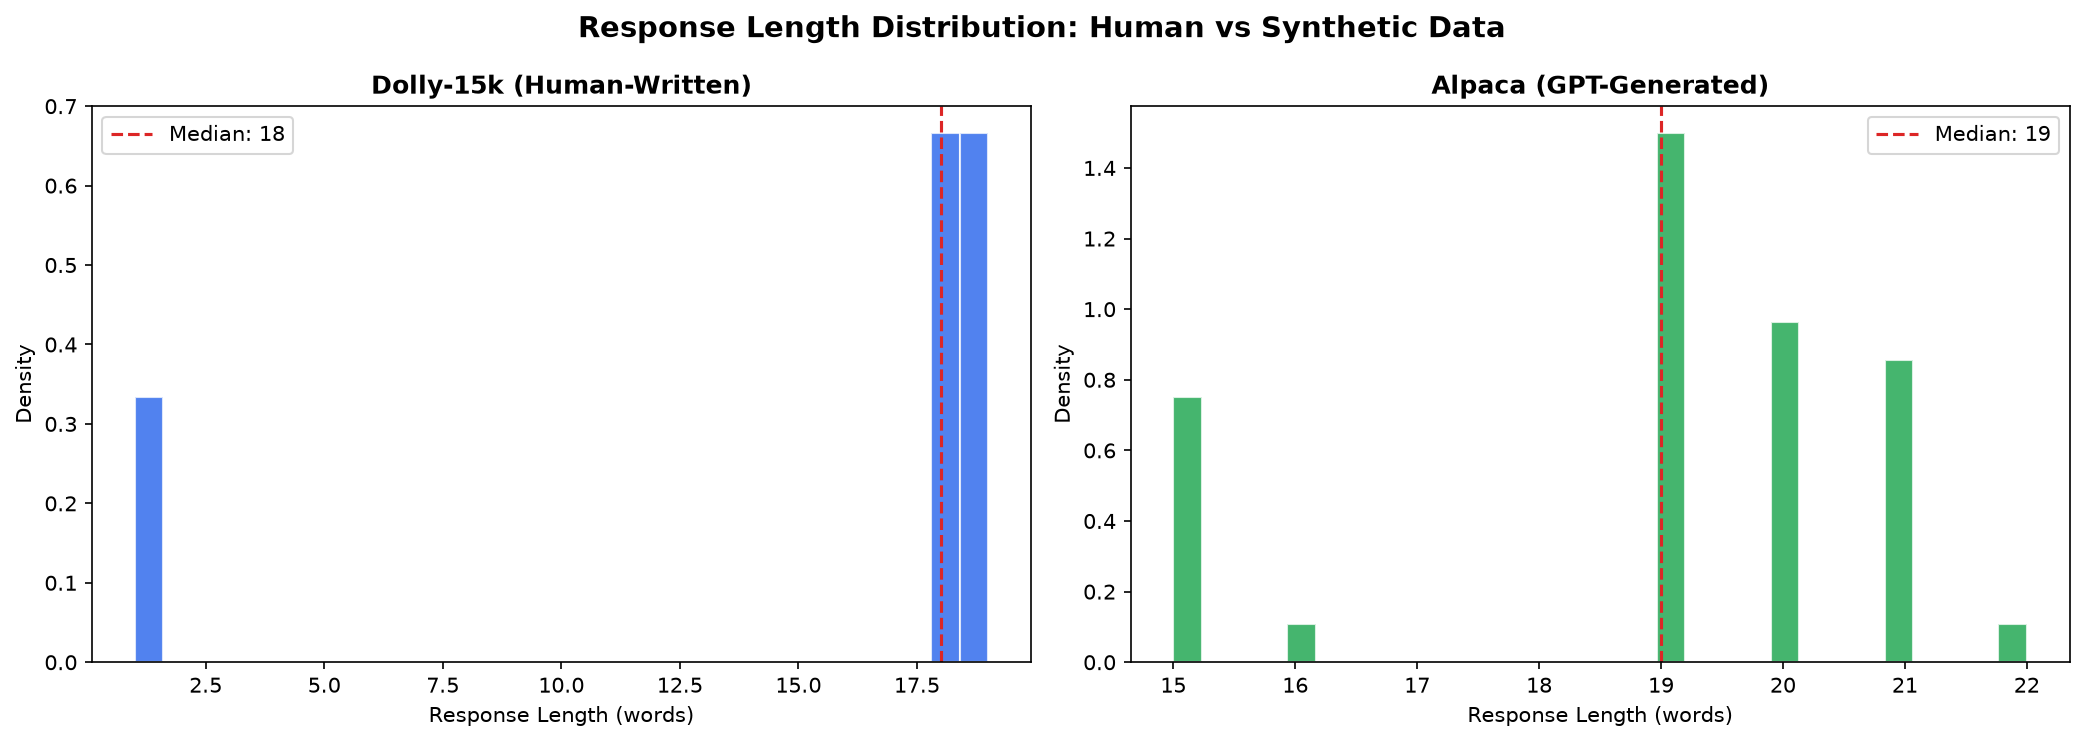 Response Length Distribution: Human vs Synthetic Data
Dolly-15k (Human-Written)
Median: 18
0.7
0.6
0.5
0.4
0.3
0.2
0.1
0.0
Density
2.5 5.0 7.5 10.0 12.5 15.0 17.5
Response Length (words)
Alpaca (GPT-Generated)
Median: 19
1.4
1.2
1.0
0.8
0.6
0.4
0.2
0.0
Density
15 16 17 18 19 20 21 22
Response Length (words)